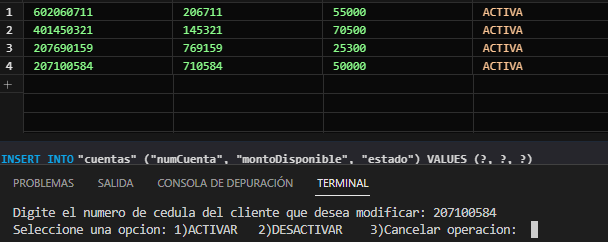 1 602060711 206711 55000 ACTIVA
2 401450321 145321 70500 ACTIVA
3 207690159 769159 25300 ACTIVA
4 207100584 710584 50000 ACTIVA
+
INSERT INTO "cuentas" ("numCuenta", "montoDisponible", "estado") VALUES (?, ?, ?)
PROBLEMAS SALIDA CONSOLA DE DEPURACIÓN TERMINAL
Digite el numero de cedula del cliente que desea modificar: 207100584
Seleccione una opcion: 1)ACTIVAR 2)DESACTIVAR 3)Cancelar operacion: